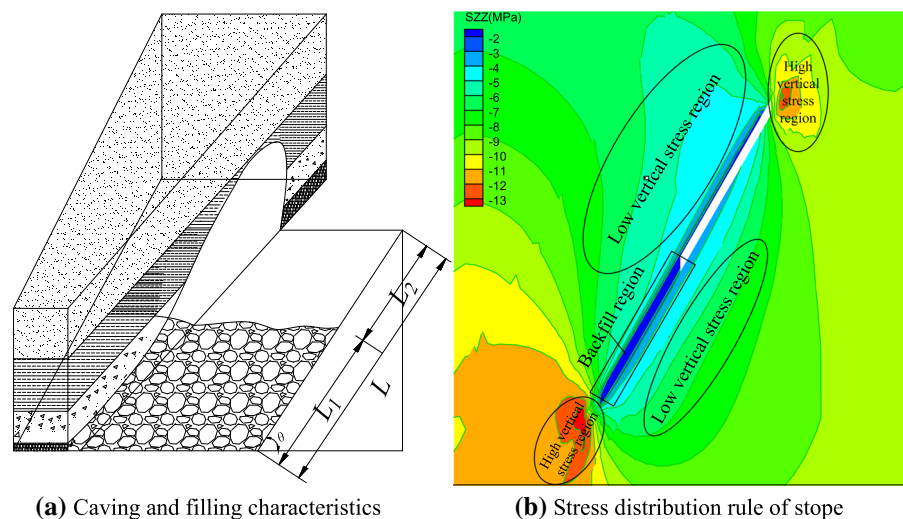 L₂
L
L₁
θ
(a) Caving and filling characteristics
SZZ(MPa)
-2
-3
-4
-5
-6
-7
-8
-9
-10
-11
-12
-13
High
vertical
stress
region
Low vertical stress region
Backfill region
Low vertical stress region
High vertical
stress region
(b) Stress distribution rule of stope